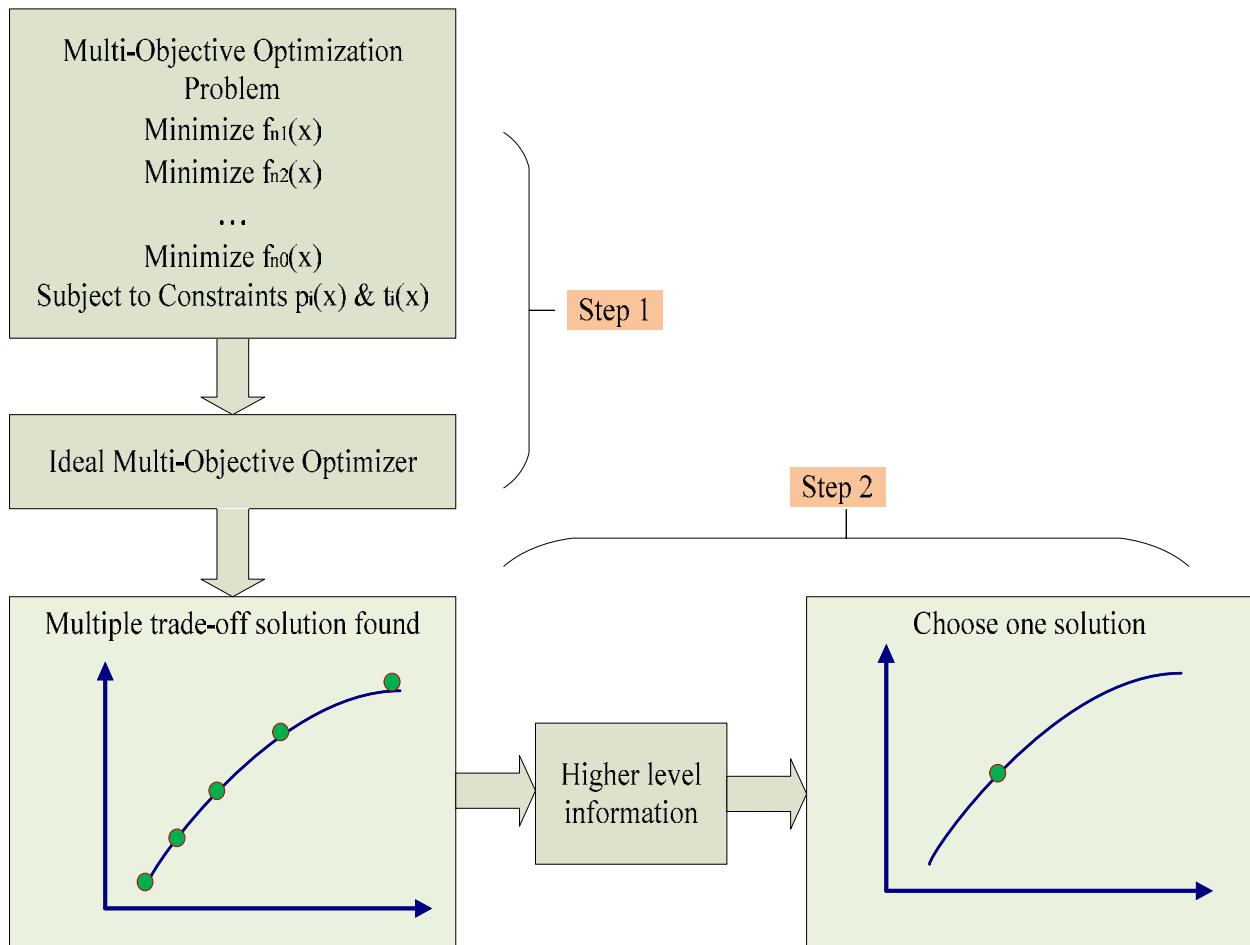 Multi-Objective Optimization
Problem
Minimize fn1(x)
Minimize fn2(x)
...
Minimize fn0(x)
Subject to Constraints pi(x) & ti(x)
Step 1
Ideal Multi-Objective Optimizer
Step 2
Multiple trade-off solution found
Higher level
information
Choose one solution